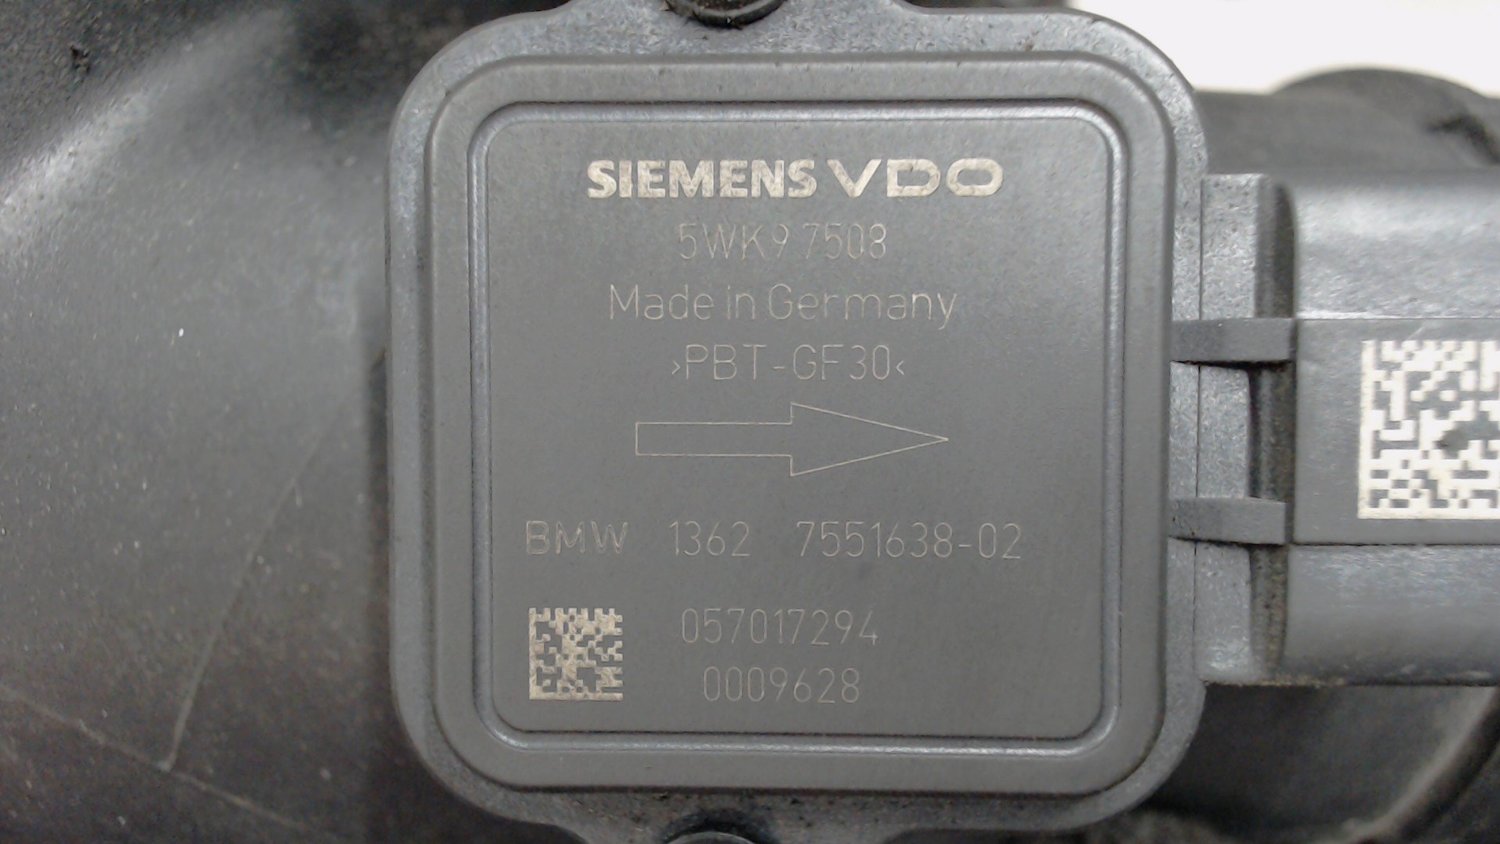 SIEMENS VDO
5WK9 7508
Made in Germany
>PBT-GF30<
BMW 1362 7551638-02
057017294
0009628